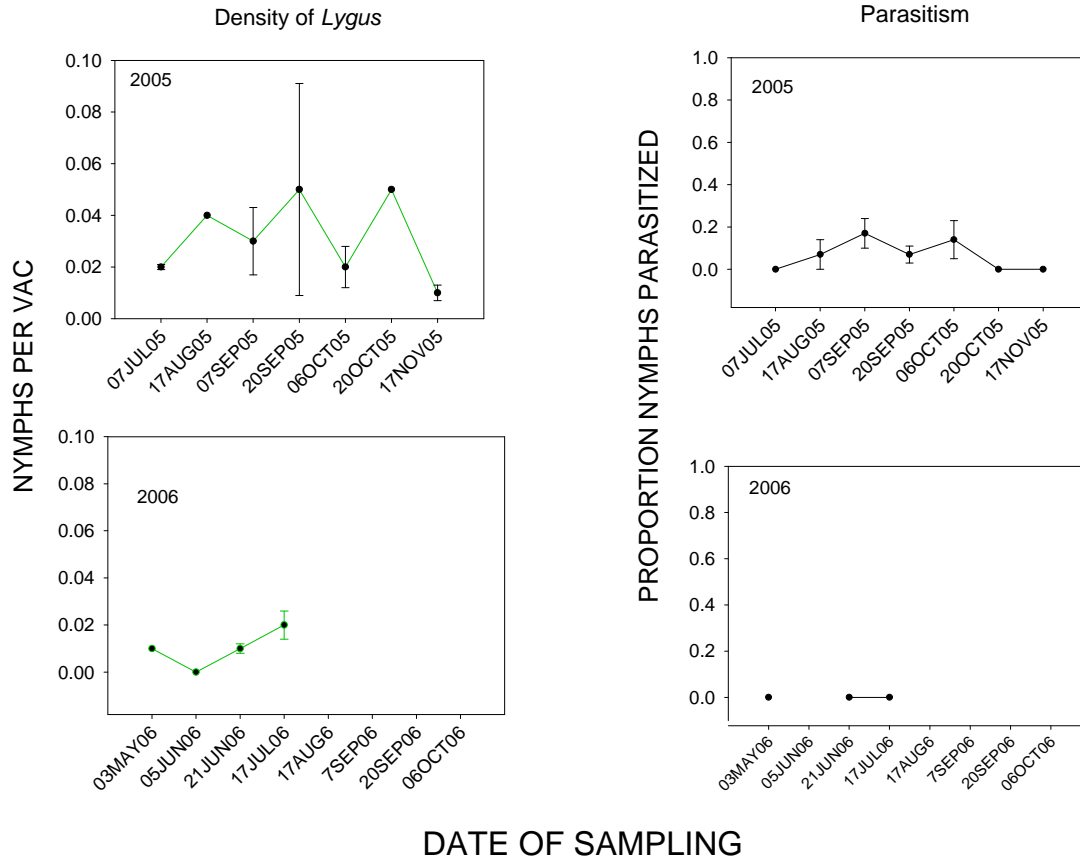 Density of Lygus
Parasitism
NYMPHS PER VAC
2005
0.10
0.08
0.06
0.04
0.02
0.00
07JUL05
17AUG05
07SEP05
20SEP05
06OCT05
20OCT05
17NOV05
2006
0.10
0.08
0.06
0.04
0.02
0.00
03MAY06
05JUN06
21JUN06
17JUL06
17AUG6
7SEP06
20SEP06
06OCT06
PROPORTION NYMPHS PARASITIZED
2005
1.0
0.8
0.6
0.4
0.2
0.0
07JUL05
17AUG05
07SEP05
20SEP05
06OCT05
20OCT05
17NOV05
2006
1.0
0.8
0.6
0.4
0.2
0.0
03MAY06
05JUN06
21JUN06
17JUL06
17AUG6
7SEP06
20SEP06
06OCT06
DATE OF SAMPLING